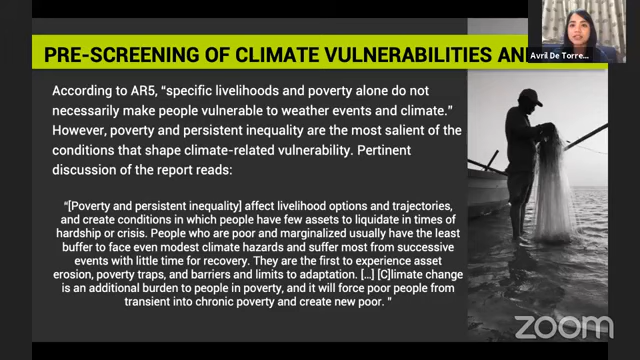 PRE-SCREENING OF CLIMATE VULNERABILITIES AN
Avril De Torre...
According to AR5, “specific livelihoods and poverty alone do not
necessarily make people vulnerable to weather events and climate.”
However, poverty and persistent inequality are the most salient of the
conditions that shape climate-related vulnerability. Pertinent
discussion of the report reads:
“[Poverty and persistent inequality] affect livelihood options and trajectories,
and create conditions in which people have few assets to liquidate in times of
hardship or crisis. People who are poor and marginalized usually have the least
buffer to face even modest climate hazards and suffer most from successive
events with little time for recovery. They are the first to experience asset
erosion, poverty traps, and barriers and limits to adaptation. […] [C]limate change
is an additional burden to people in poverty, and it will force poor people from
transient into chronic poverty and create new poor. ”
zoom